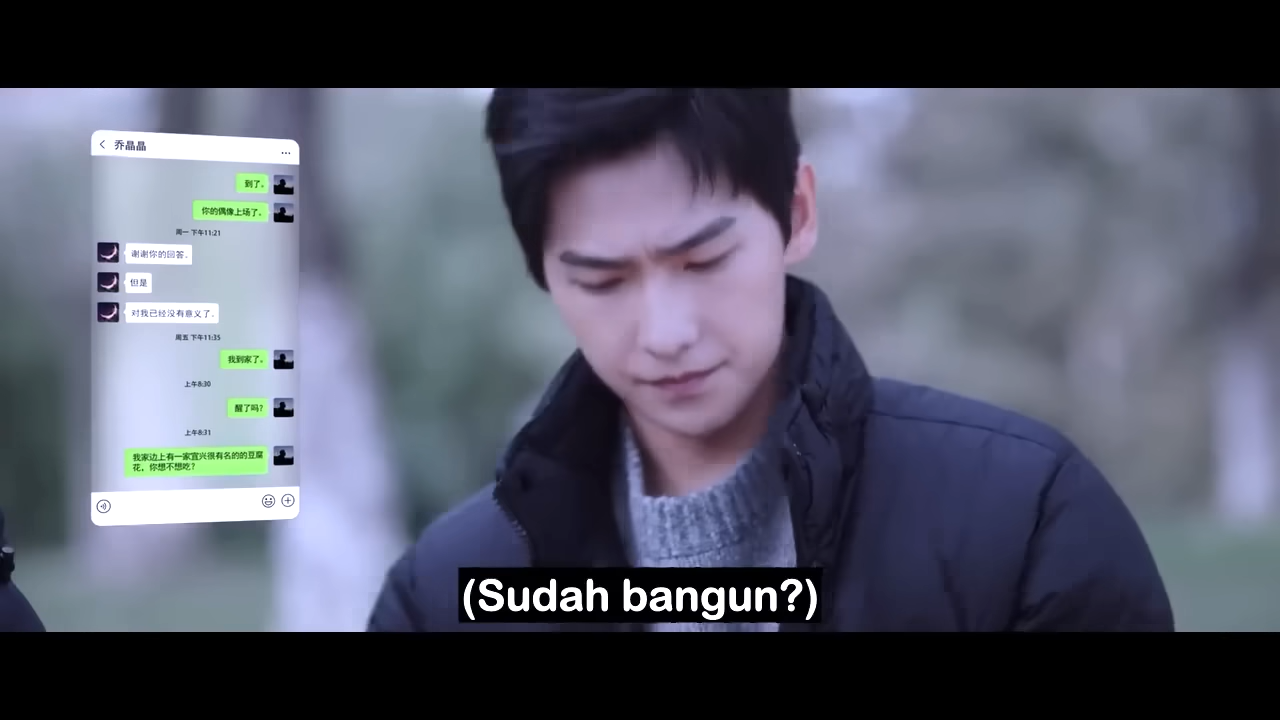 乔晶晶
...
到了。
你的偶像上场了。
周一 下午11:21
谢谢你的回答。
但是
对我已经没有意义了。
周五 下午11:35
我到家了。
上午8:30
醒了吗?
上午8:31
我家边上有一家宜兴很有名的的豆腐
花，你想不想吃?
(Sudah bangun?)